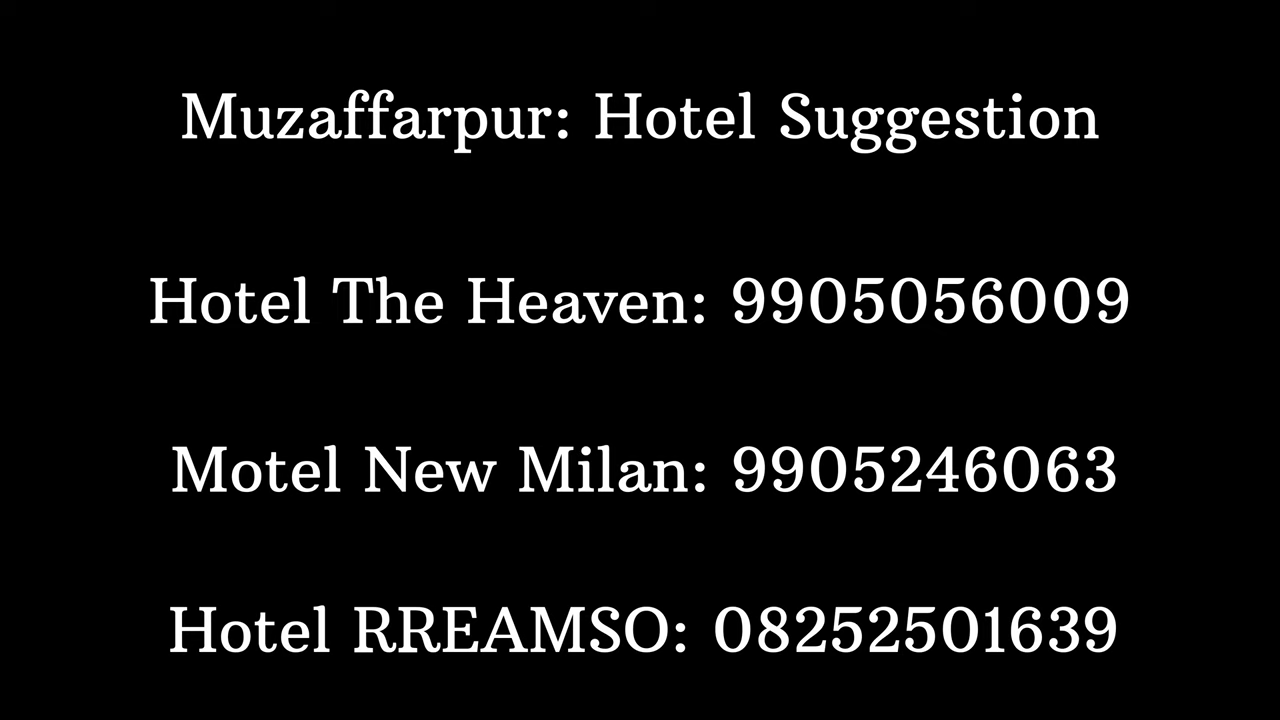 Muzaffarpur: Hotel Suggestion
Hotel The Heaven: 9905056009
Motel New Milan: 9905246063
Hotel RREAMSO: 08252501639